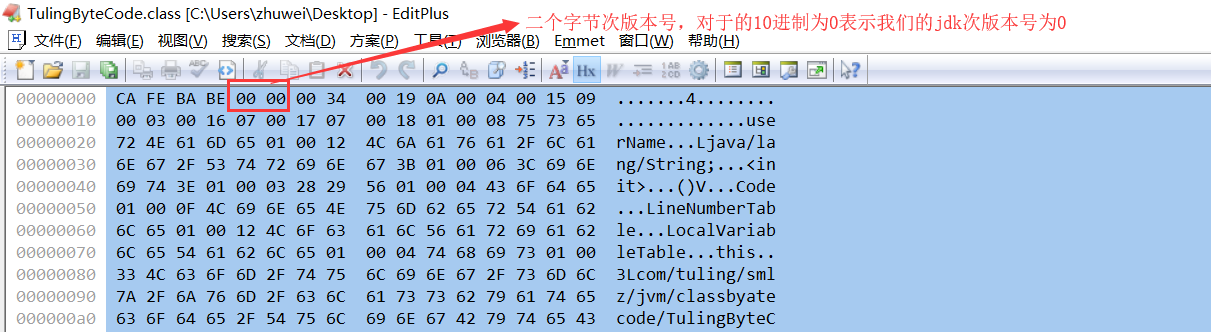 TulingByteCode.class [C:\Users\zhuwei\Desktop] - EditPlus
二个字节次版本号，对于的10进制为0表示我们的jdk次版本号为0
文件(F) 编辑(E) 视图(V) 搜索(S) 文档(D) 方案(P) 工具(T) 浏览器(B) Emmet 窗口(W) 帮助(H)
00000000 CA FE BA BE 00 00 00 34 00 19 0A 00 04 00 15 09 .......4........
00000010 00 03 00 16 07 00 17 07 00 18 01 00 08 75 73 65 .............use
00000020 72 4E 61 6D 65 01 00 12 4C 6A 61 76 61 2F 6C 61 rName...Ljava/la
00000030 6E 67 2F 53 74 72 69 6E 67 3B 01 00 06 3C 69 6E ng/String;...<in
00000040 69 74 3E 01 00 03 28 29 56 01 00 04 43 6F 64 65 it>...()V...Code
00000050 01 00 0F 4C 69 6E 65 4E 75 6D 62 65 72 54 61 62 ...LineNumberTab
00000060 6C 65 01 00 12 4C 6F 63 61 6C 56 61 72 69 61 62 le...LocalVariab
00000070 6C 65 54 61 62 6C 65 01 00 04 74 68 69 73 01 00 leTable...this..
00000080 33 4C 63 6F 6D 2F 74 75 6C 69 6E 67 2F 73 6D 6C 3Lcom/tuling/sml
00000090 7A 2F 6A 76 6D 2F 63 6C 61 73 73 62 79 61 74 65 z/jvm/classbyate
000000a0 63 6F 64 65 2F 54 75 6C 69 6E 67 42 79 74 65 43 code/TulingByteC